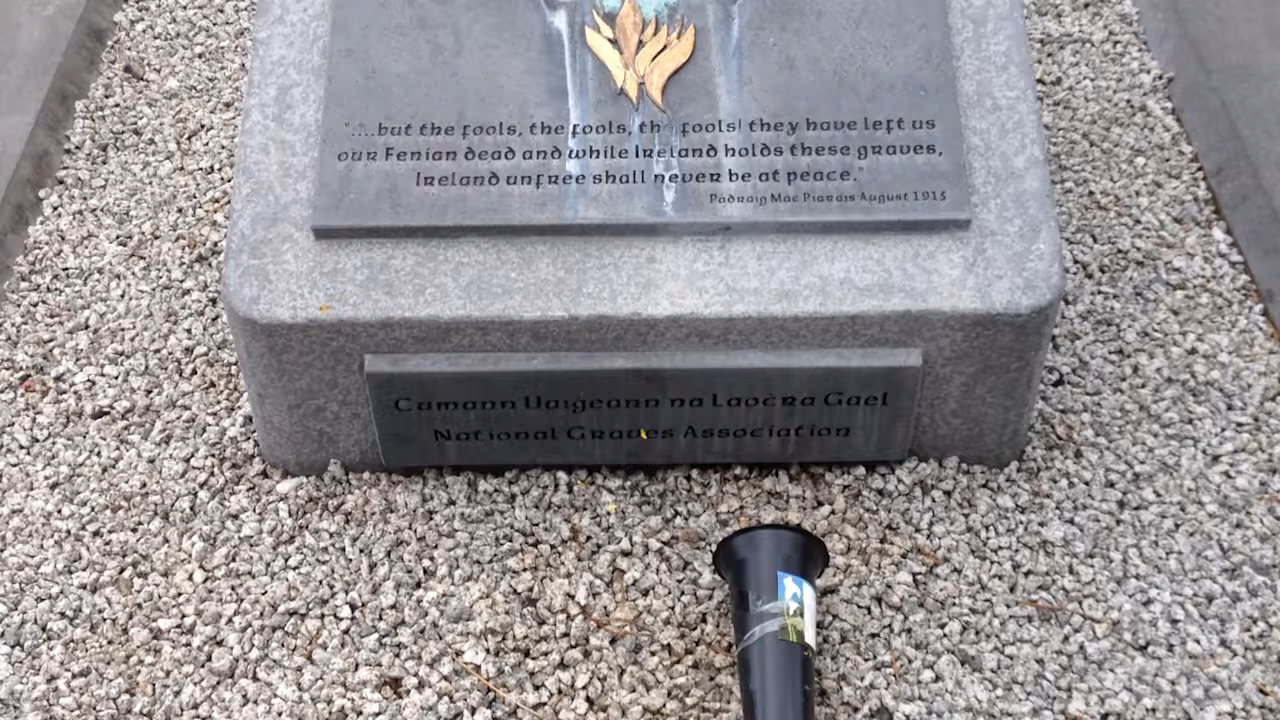 "....but the fools, the fools, the fools! they have left us
our Fenian dead and while Ireland holds these graves,
Ireland unfree shall never be at peace."
Pádraig Mac Piarais August 1915
Cumann Uaigeann na Laoċra Gael
National Graves Association